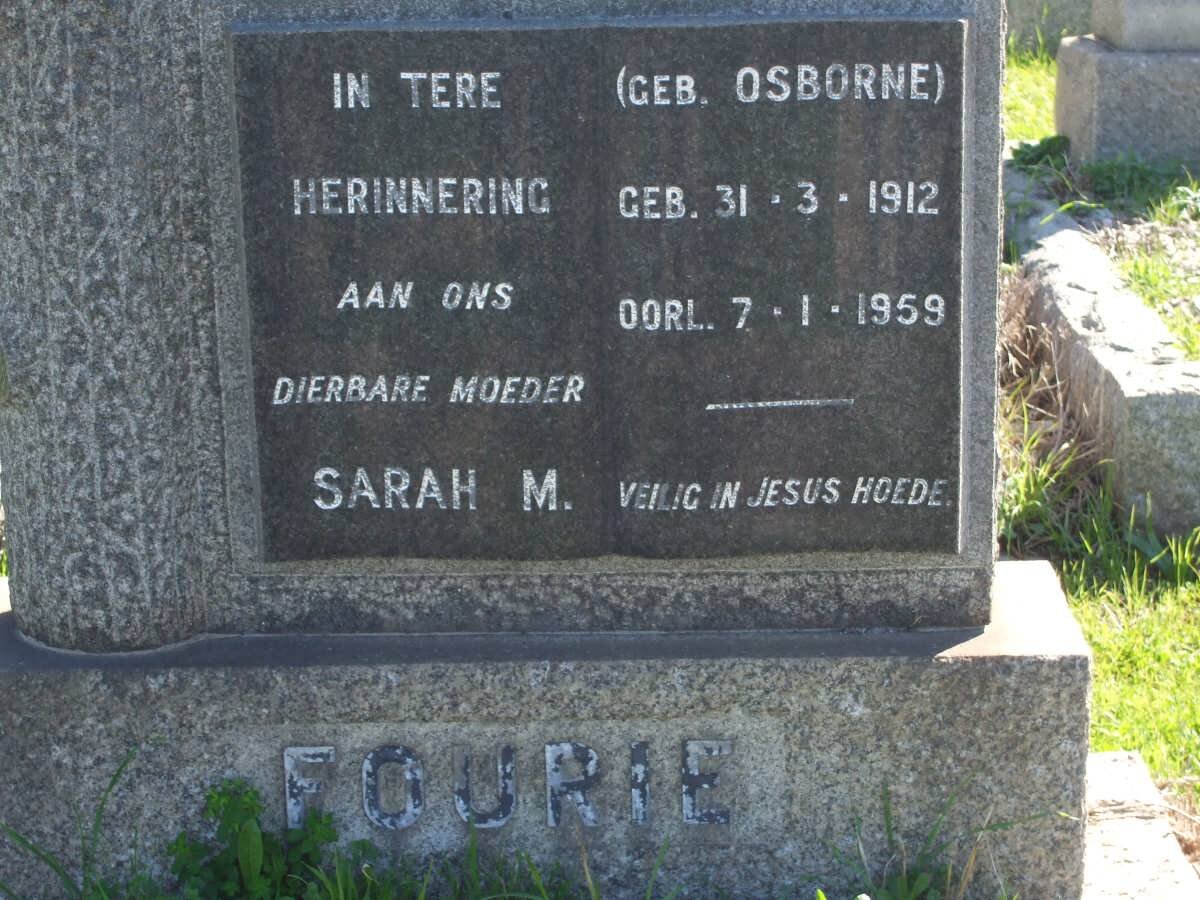 IN TERE
HERINNERING
AAN ONS
DIERBARE MOEDER
SARAH M.
(GEB. OSBORNE)
GEB. 31 · 3 · 1912
OORL. 7 · 1 · 1959
VEILIG IN JESUS HOEDE.
FOURIE